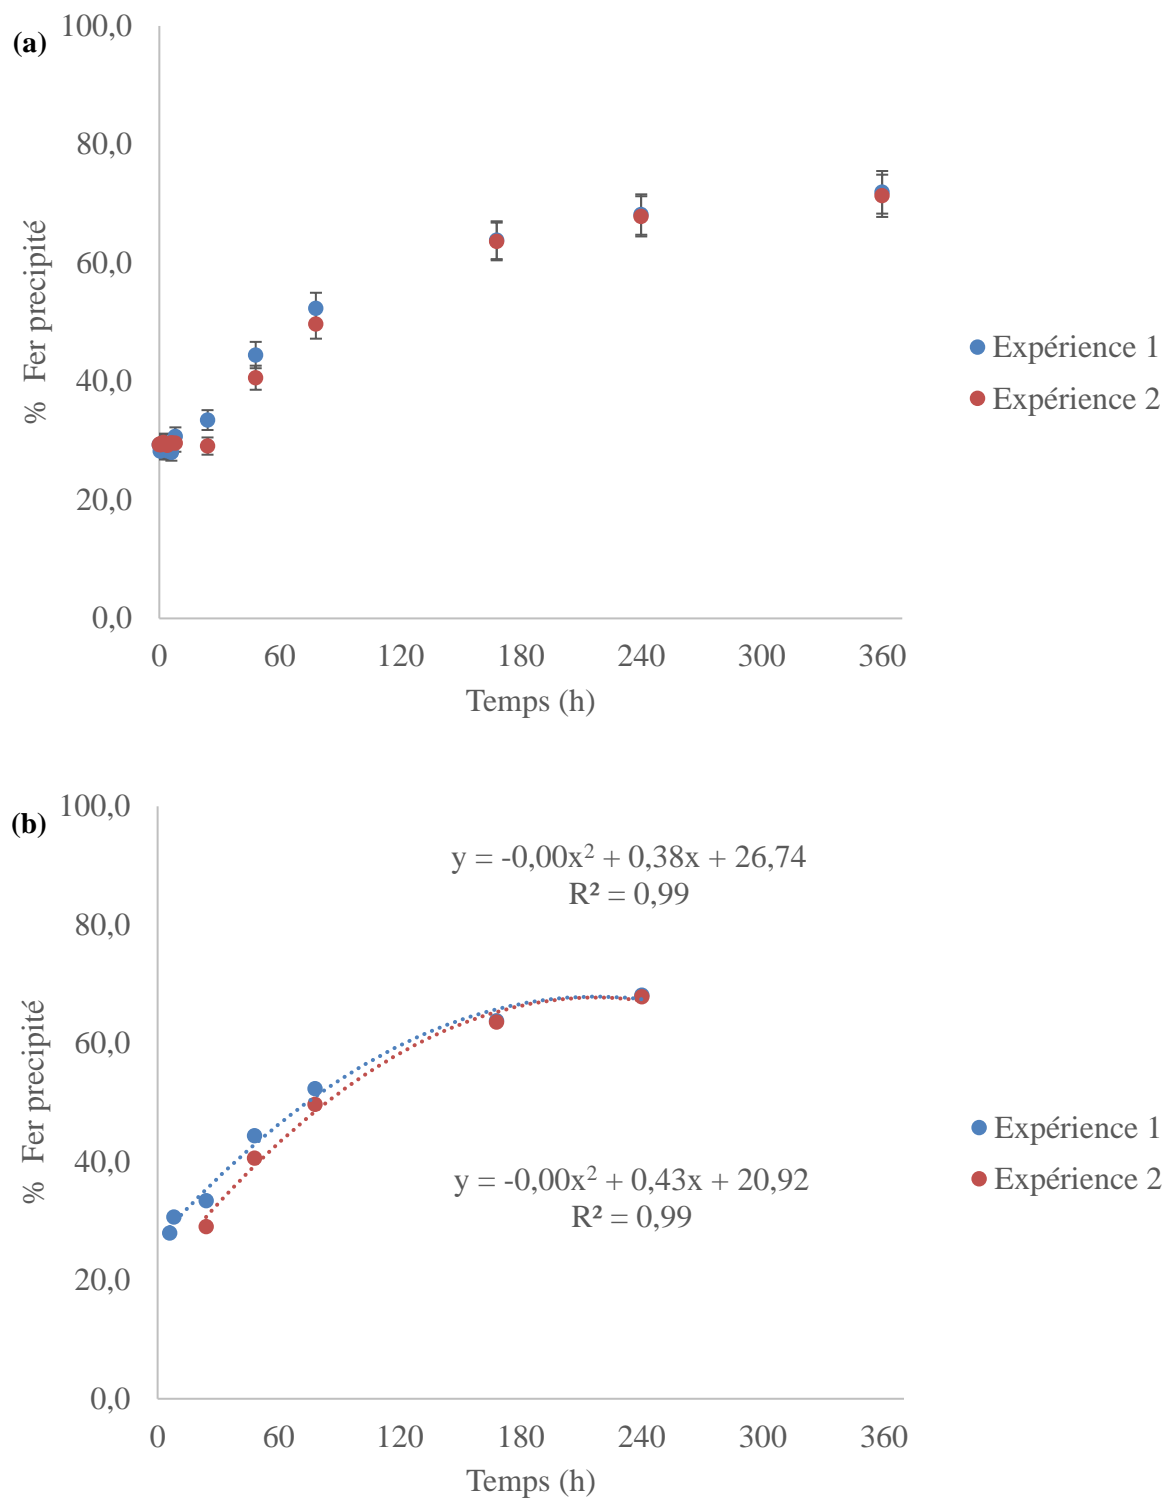 (a)
100,0
80,0
60,0
40,0
20,0
0,0
% Fer precipité
0 60 120 180 240 300 360
Temps (h)
Expérience 1
Expérience 2
(b)
100,0
80,0
60,0
40,0
20,0
0,0
% Fer precipité
y = -0,00x² + 0,38x + 26,74
R² = 0,99
y = -0,00x² + 0,43x + 20,92
R² = 0,99
0 60 120 180 240 300 360
Temps (h)
Expérience 1
Expérience 2